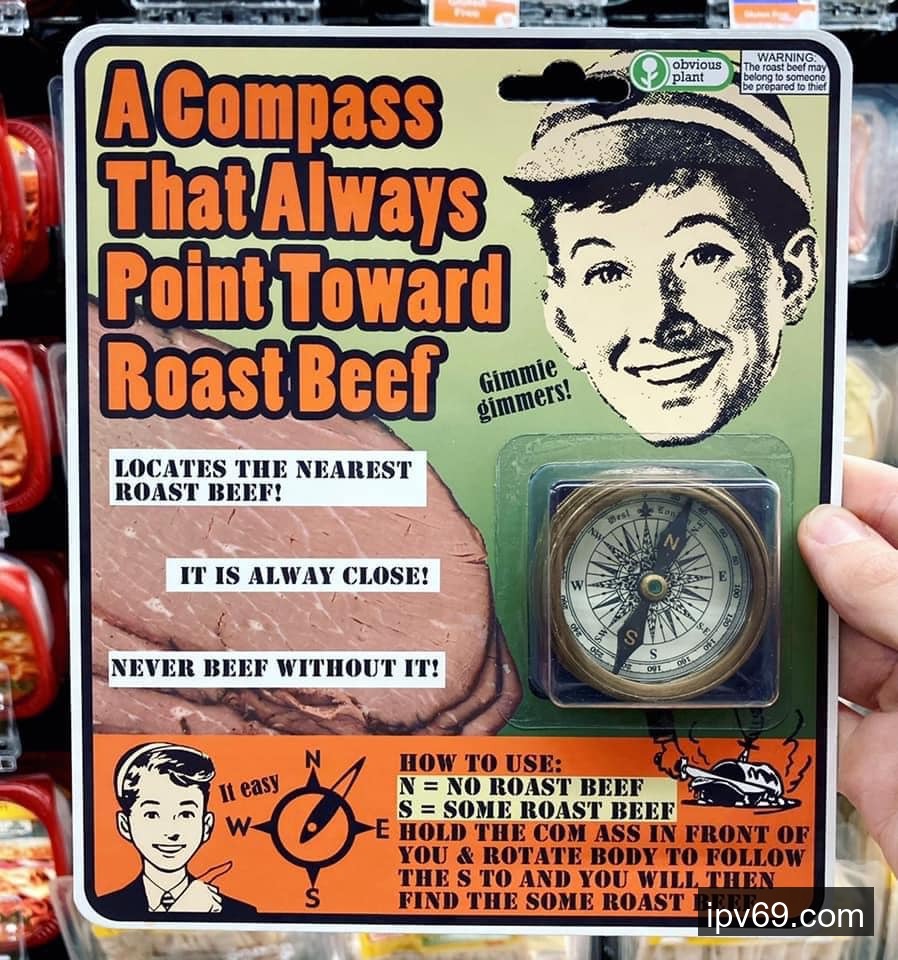 A Compass
That Always
Point Toward
Roast Beef
obvious
plant
WARNING:
The roast beef may
belong to someone
be prepared to thief
Gimmie
gimmers!
LOCATES THE NEAREST
ROAST BEEF!
IT IS ALWAY CLOSE!
NEVER BEEF WITHOUT IT!
N
S
W
E
S
It easy
N
W
E
S
HOW TO USE:
N = NO ROAST BEEF
S = SOME ROAST BEEF
HOLD THE COM ASS IN FRONT OF
YOU & ROTATE BODY TO FOLLOW
THE S TO AND YOU WILL THEN
FIND THE SOME ROAST BEEF
ipv69.com